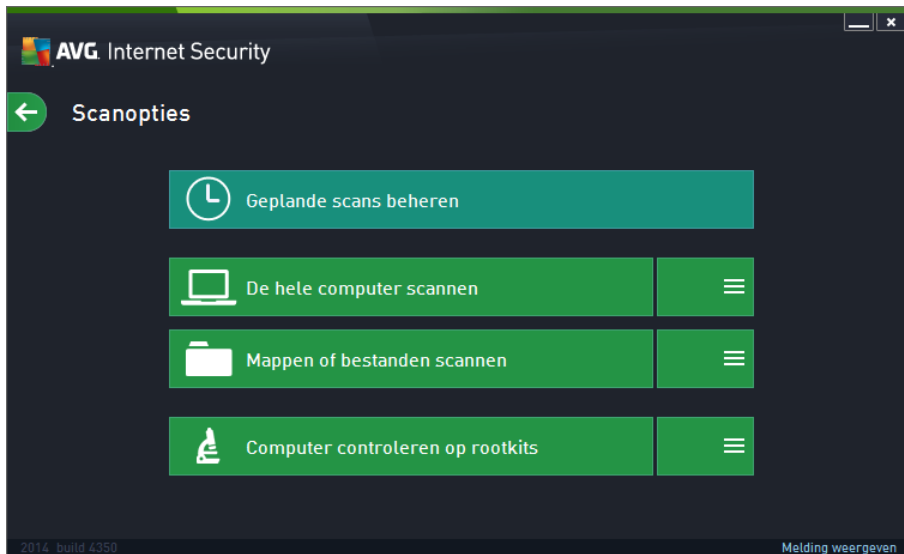 AVG. Internet Security
Scanopties
Geplande scans beheren
De hele computer scannen
Mappen of bestanden scannen
Computer controleren op rootkits
2014 build 4350
Melding weergeven